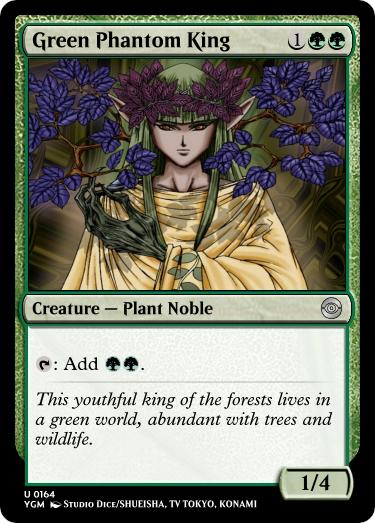 Green Phantom King 1
Creature — Plant Noble
: Add .
This youthful king of the forests lives in
a green world, abundant with trees and
wildlife.
1/4
U 0164
YGM Studio Dice/SHUEISHA, TV TOKYO, KONAMI